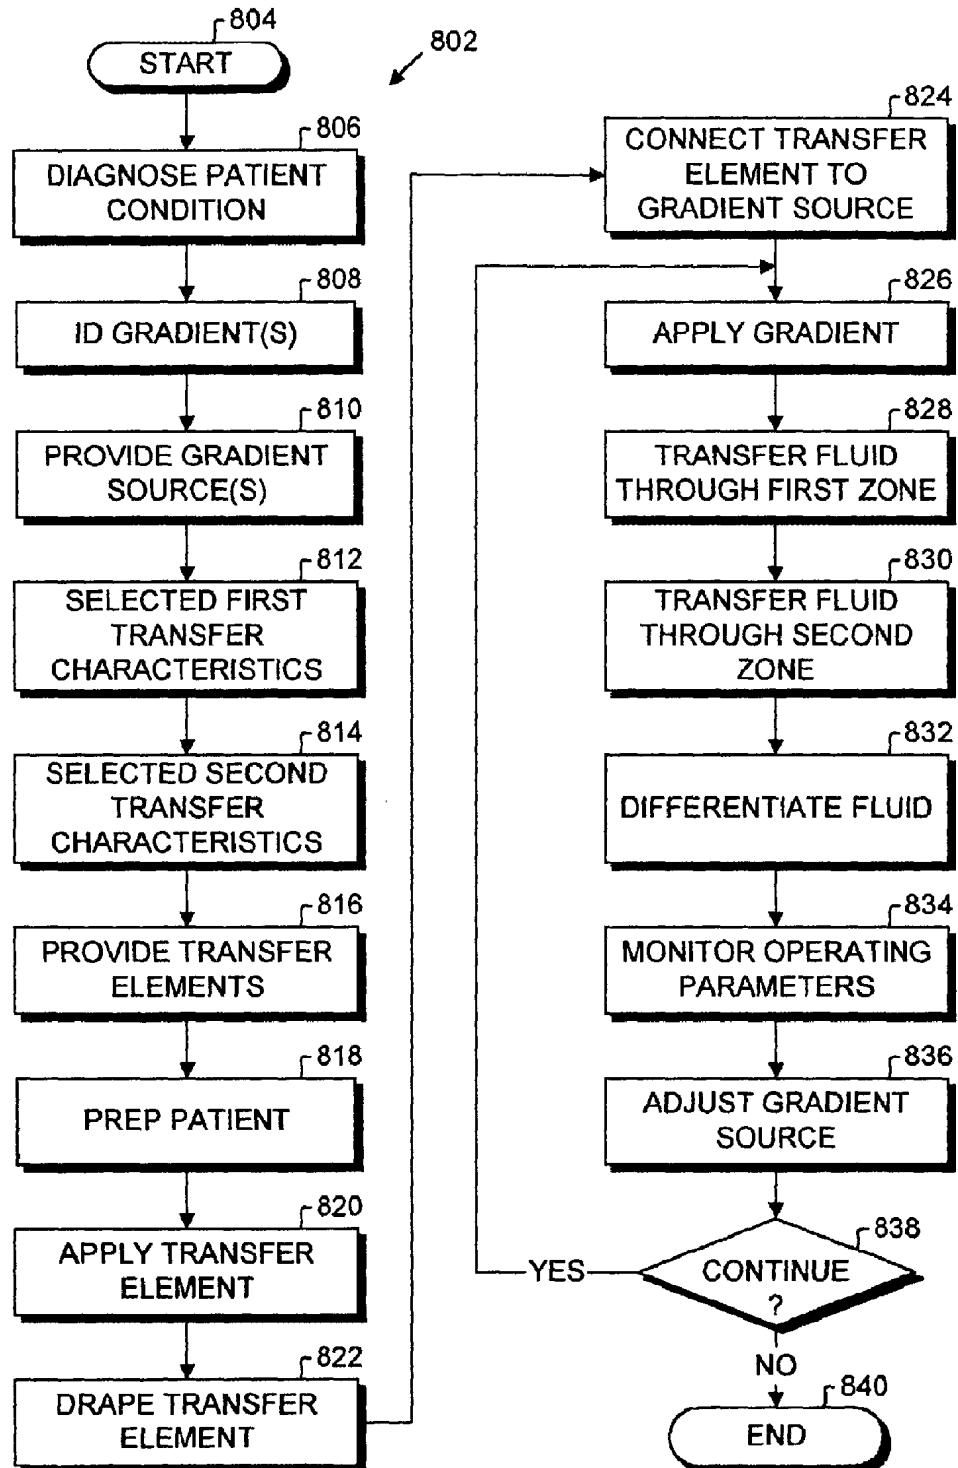 804
START
802
806
DIAGNOSE PATIENT
CONDITION
808
ID GRADIENT(S)
810
PROVIDE GRADIENT
SOURCE(S)
812
SELECTED FIRST
TRANSFER
CHARACTERISTICS
814
SELECTED SECOND
TRANSFER
CHARACTERISTICS
816
PROVIDE TRANSFER
ELEMENTS
818
PREP PATIENT
820
APPLY TRANSFER
ELEMENT
822
DRAPE TRANSFER
ELEMENT
824
CONNECT TRANSFER
ELEMENT TO
GRADIENT SOURCE
826
APPLY GRADIENT
828
TRANSFER FLUID
THROUGH FIRST ZONE
830
TRANSFER FLUID
THROUGH SECOND
ZONE
832
DIFFERENTIATE FLUID
834
MONITOR OPERATING
PARAMETERS
836
ADJUST GRADIENT
SOURCE
838
CONTINUE
?
YES
NO
840
END